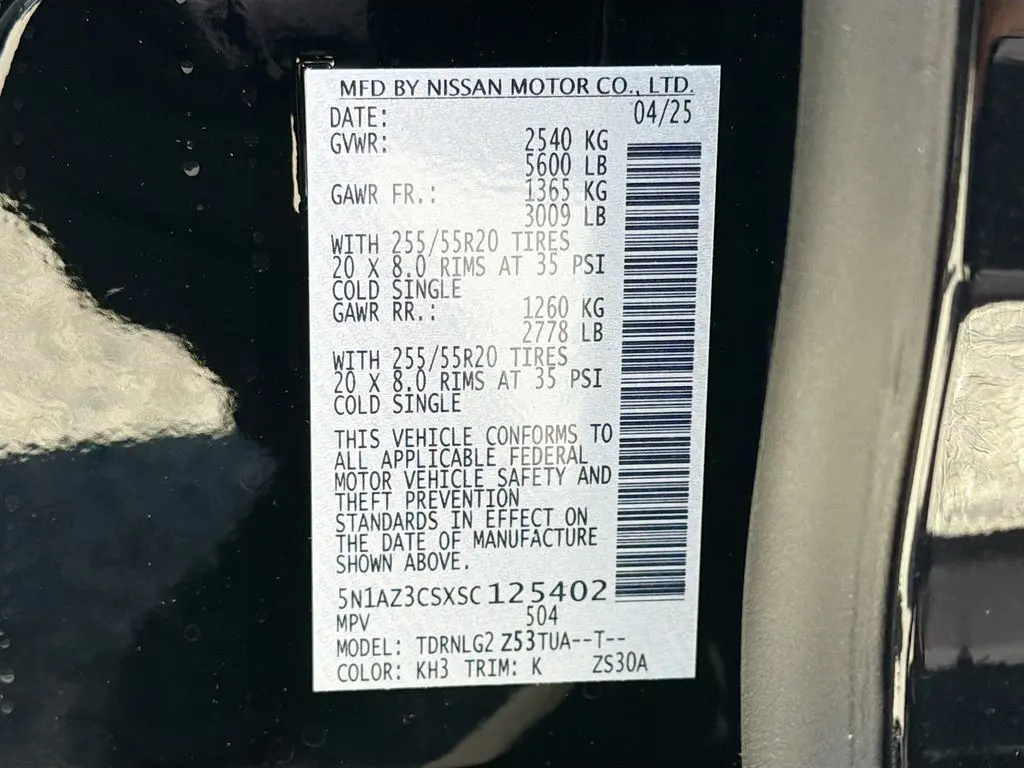 MFD BY NISSAN MOTOR CO., LTD.
DATE: 04/25
GVWR: 2540 KG
5600 LB
GAWR FR.: 1365 KG
3009 LB
WITH 255/55R20 TIRES
20 X 8.0 RIMS AT 35 PSI
COLD SINGLE
GAWR RR.: 1260 KG
2778 LB
WITH 255/55R20 TIRES
20 X 8.0 RIMS AT 35 PSI
COLD SINGLE
THIS VEHICLE CONFORMS TO
ALL APPLICABLE FEDERAL
MOTOR VEHICLE SAFETY AND
THEFT PREVENTION
STANDARDS IN EFFECT ON
THE DATE OF MANUFACTURE
SHOWN ABOVE.
5N1AZ3CSXSC 125402
MPV 504
MODEL: TDRNLG2 Z53TUA--T--
COLOR: KH3 TRIM: K ZS30A